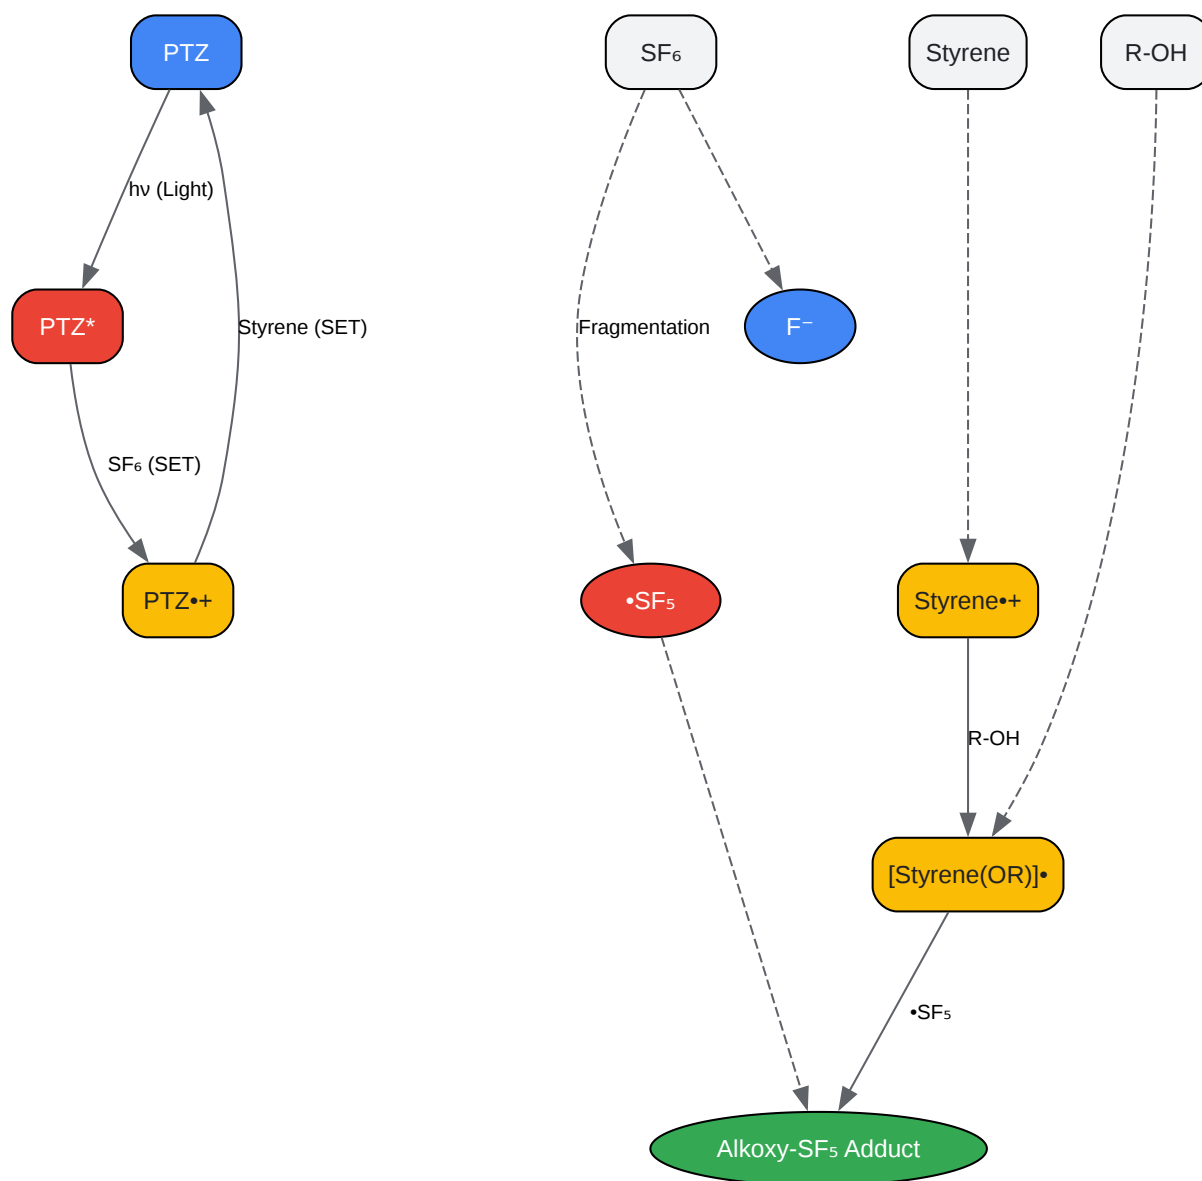 PTZ
SF₆
Styrene
R-OH
hν (Light)
PTZ*
Styrene (SET)
Fragmentation
F⁻
SF₆ (SET)
PTZ•+
•SF₅
Styrene•+
R-OH
[Styrene(OR)]•
•SF₅
Alkoxy-SF₅ Adduct